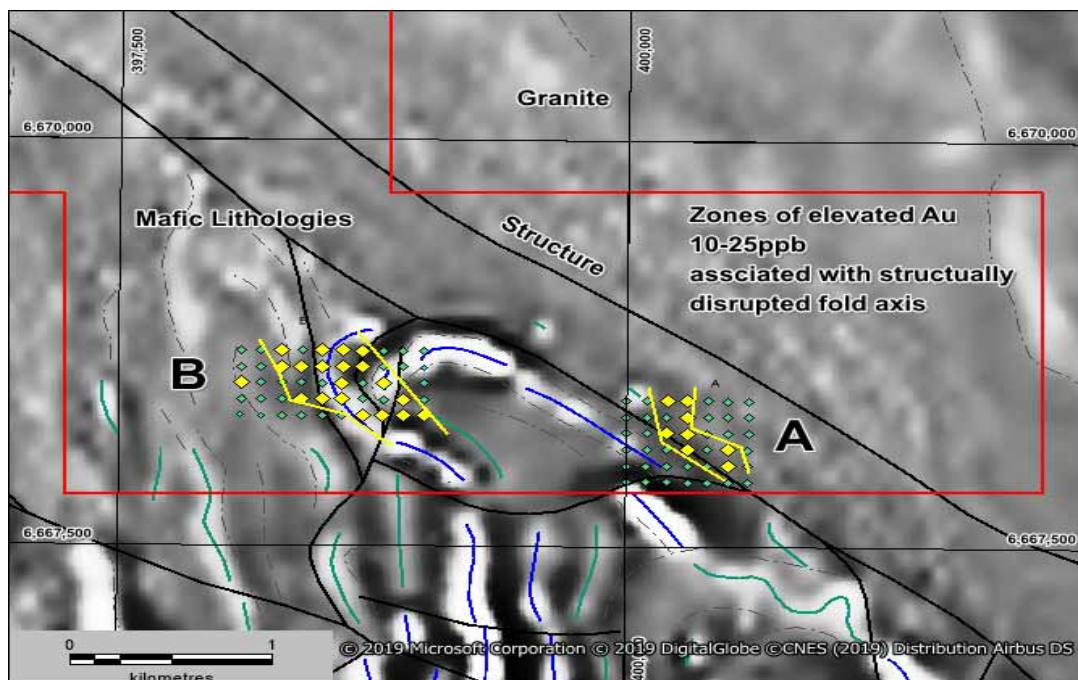 397,500
400,000
Granite
6,670,000
6,670,000
Mafic Lithologies
Structure
Zones of elevated Au
10-25ppb
assciated with structually
disrupted fold axis
B
A
B
A
6,667,500
6,667,500
0 1
kilometres
400,000
© 2019 Microsoft Corporation © 2019 DigitalGlobe ©CNES (2019) Distribution Airbus DS